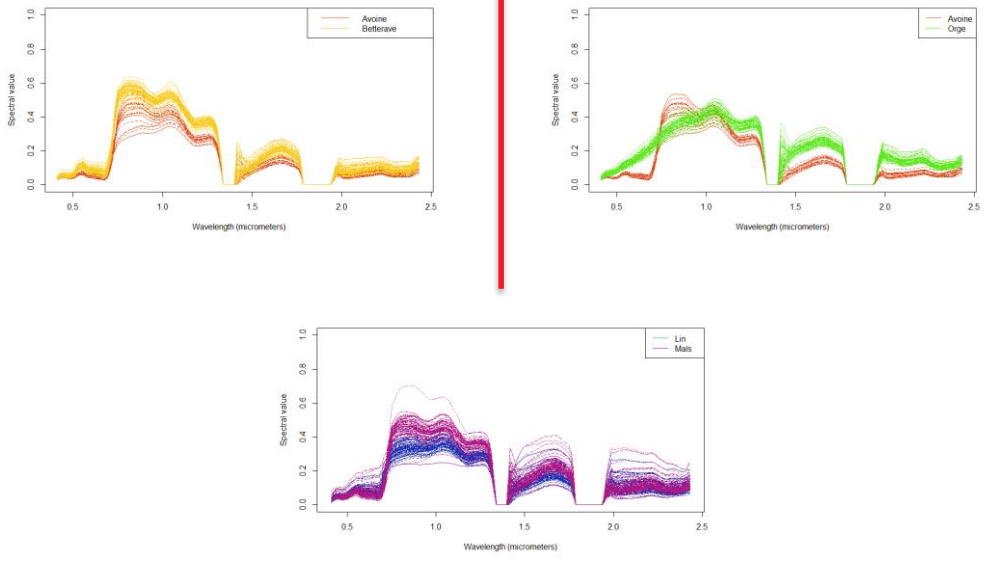 Avoine
Betterave
Spectral value
0.0 0.2 0.4 0.6 0.8 1.0
0.5 1.0 1.5 2.0 2.5
Wavelength (micrometers)
Avoine
Orge
Spectral value
0.0 0.2 0.4 0.6 0.8 1.0
0.5 1.0 1.5 2.0 2.5
Wavelength (micrometers)
Lin
Maïs
Spectral value
0.0 0.2 0.4 0.6 0.8 1.0
0.5 1.0 1.5 2.0 2.5
Wavelength (micrometers)